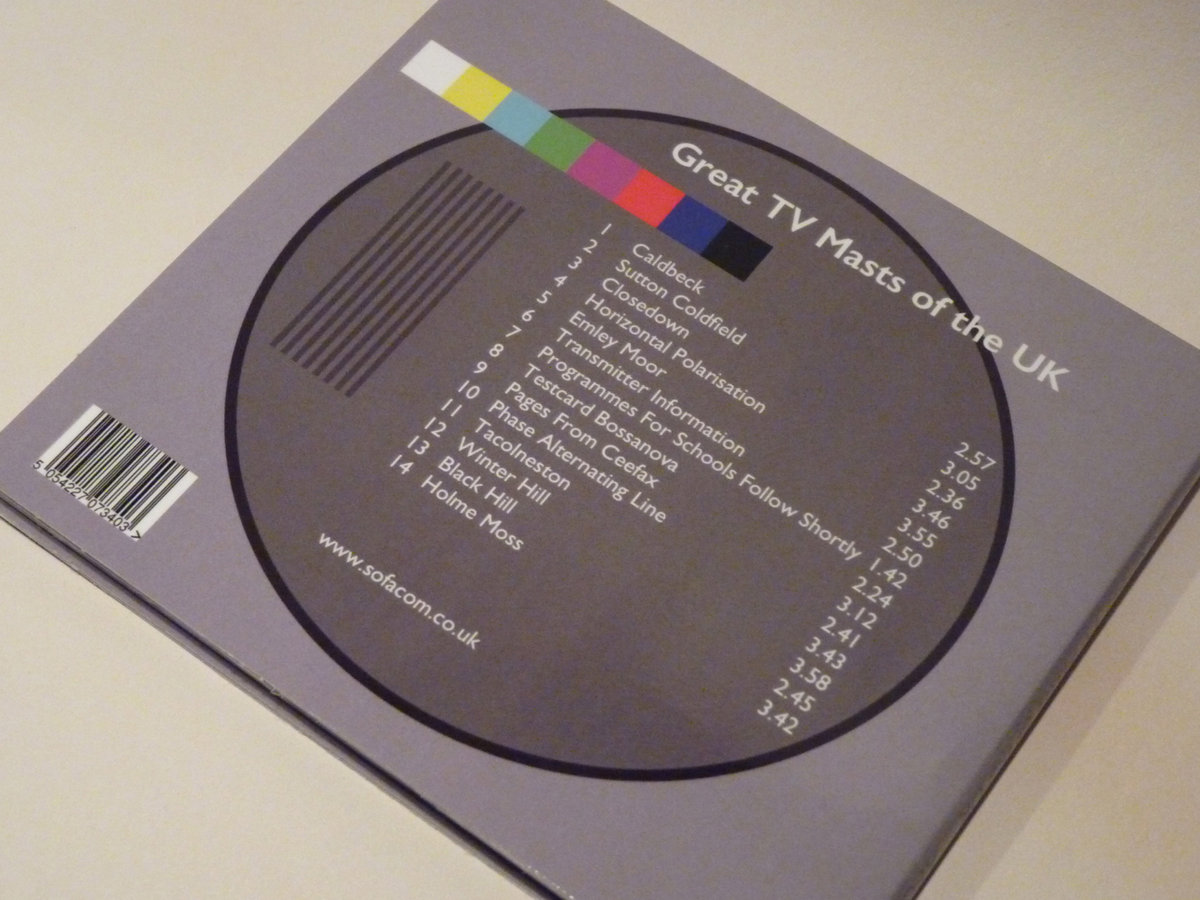 Great TV Masts of the UK
1 Caldbeck 2.57
2 Sutton Coldfield 3.05
3 Closedown 2.36
4 Horizontal Polarisation 3.46
5 Emley Moor 3.55
6 Transmitter Information 2.50
7 Programmes For Schools Follow Shortly 1.42
8 Testcard Bossanova 2.24
9 Pages From Ceefax 3.12
10 Phase Alternating Line 2.41
11 Tacolneston 3.43
12 Winter Hill 3.58
13 Black Hill 2.45
14 Holme Moss 3.42
www.sofacom.co.uk
5 054227 073403 >